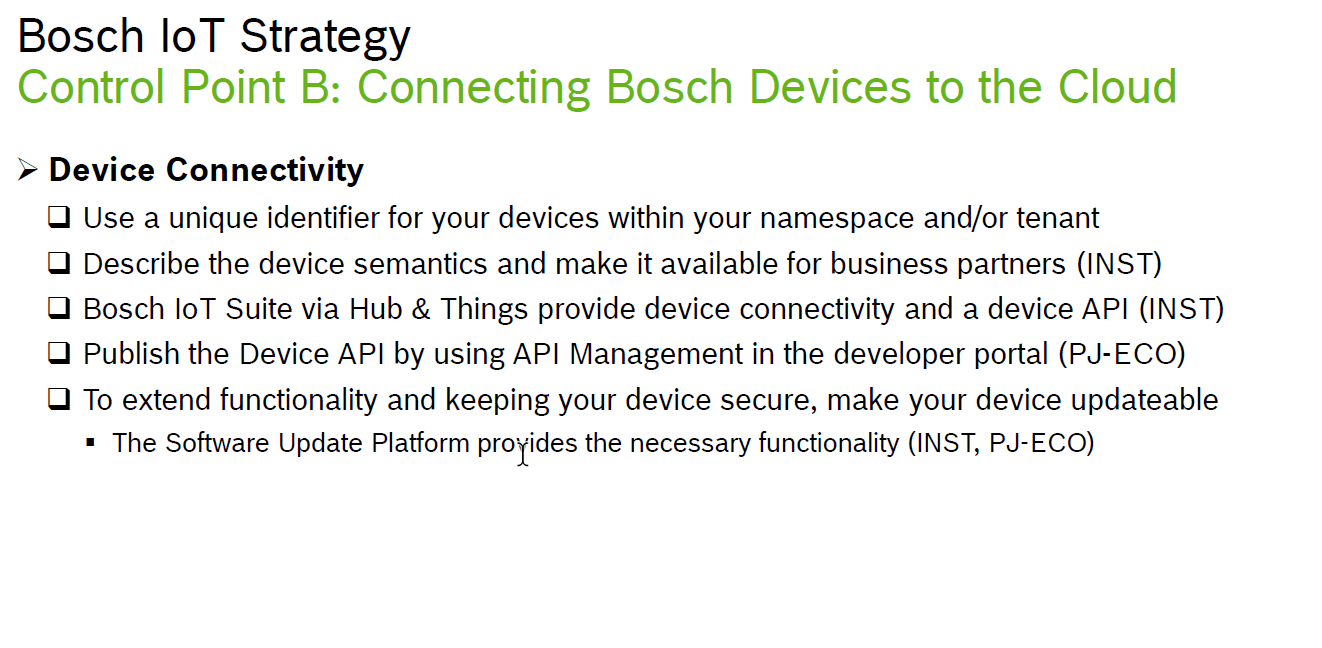 Bosch IoT Strategy
Control Point B: Connecting Bosch Devices to the Cloud
Device Connectivity
Use a unique identifier for your devices within your namespace and/or tenant
Describe the device semantics and make it available for business partners (INST)
Bosch IoT Suite via Hub & Things provide device connectivity and a device API (INST)
Publish the Device API by using API Management in the developer portal (PJ-ECO)
To extend functionality and keeping your device secure, make your device updateable
The Software Update Platform provides the necessary functionality (INST, PJ-ECO)